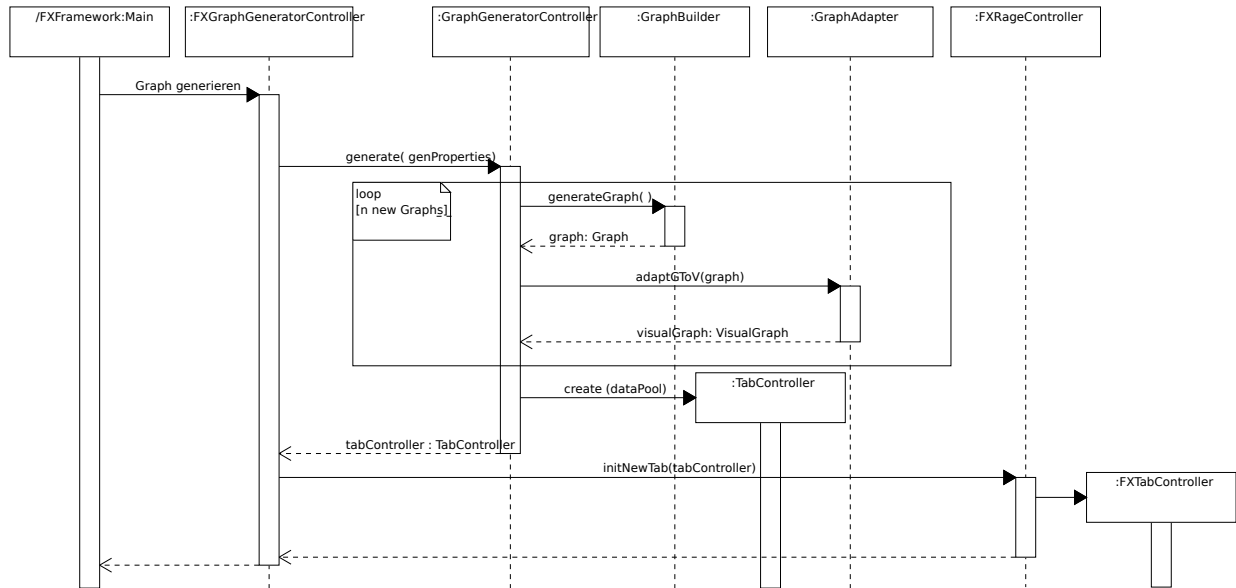 /FXFramework:Main
:FXGraphGeneratorController
:GraphGeneratorController
:GraphBuilder
:GraphAdapter
:FXRageController
Graph generieren
generate( genProperties)
loop
[n new Graphs]
generateGraph( )
graph: Graph
adaptGToV(graph)
visualGraph: VisualGraph
create (dataPool)
:TabController
tabController : TabController
initNewTab(tabController)
:FXTabController